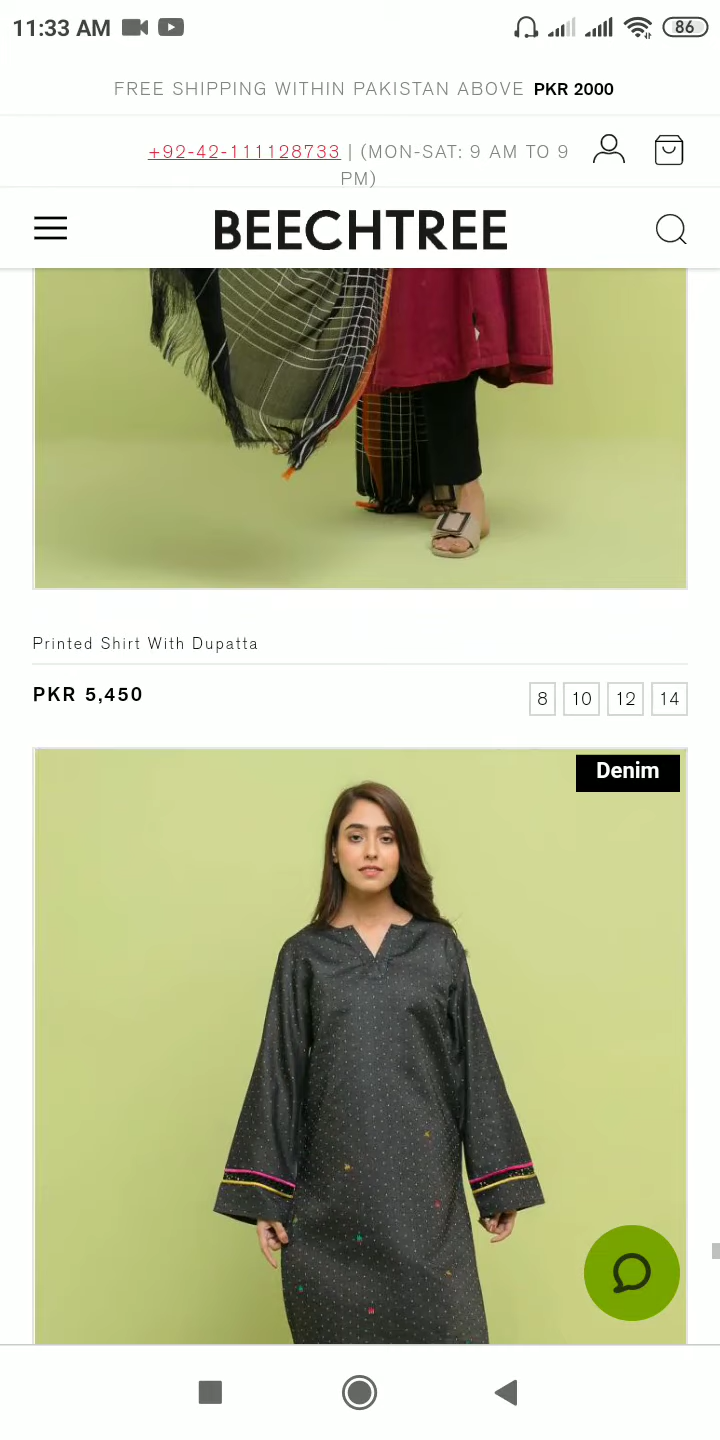 11:33 AM
86
FREE SHIPPING WITHIN PAKISTAN ABOVE PKR 2000
+92-42-111128733 | (MON-SAT: 9 AM TO 9
PM)
BEECHTREE
Printed Shirt With Dupatta
PKR 5,450
8 10 12 14
Denim